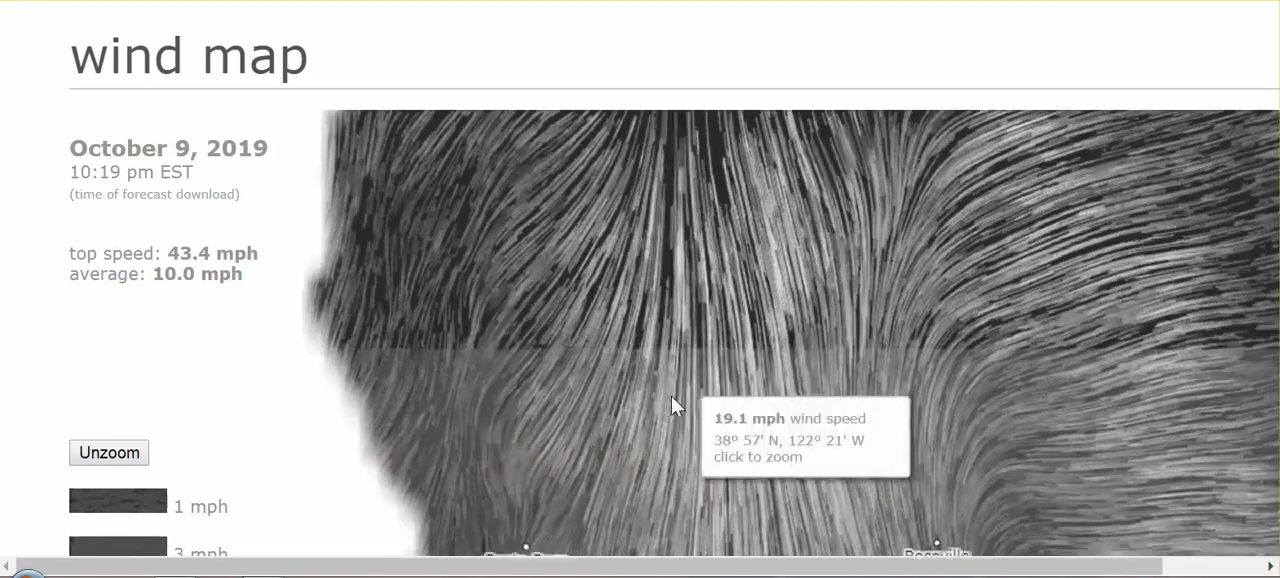 wind map
October 9, 2019
10:19 pm EST
(time of forecast download)
top speed: 43.4 mph
average: 10.0 mph
19.1 mph wind speed
38º 57' N, 122º 21' W
click to zoom
Unzoom
1 mph
3 mph
Roseville